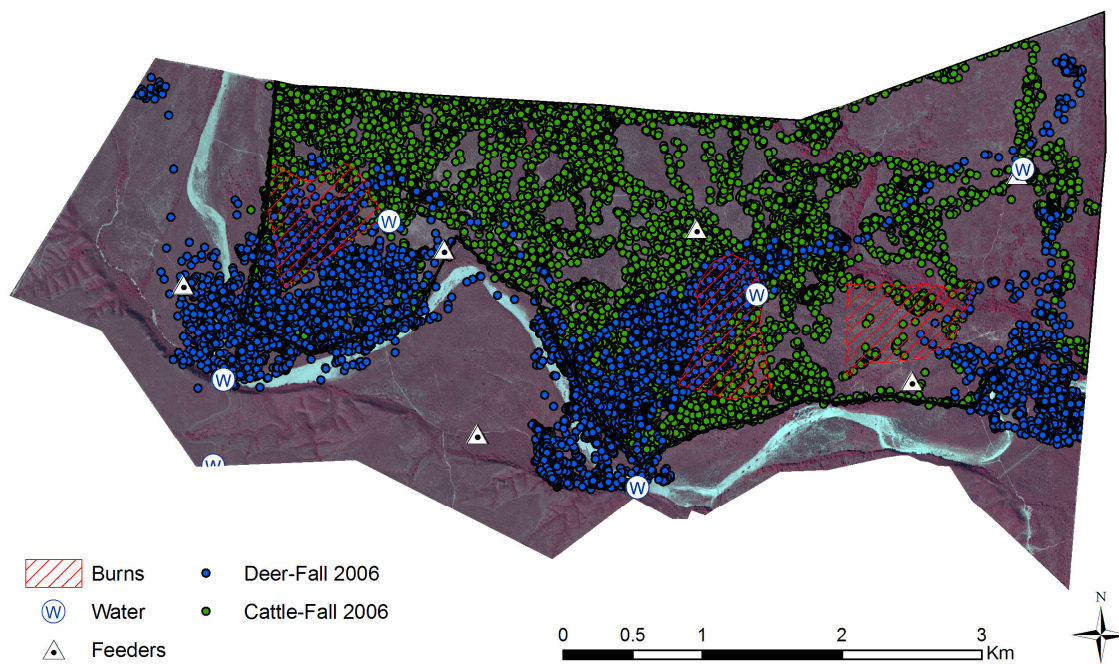 W
W
W
W
W
W
Burns
Deer-Fall 2006
W
Water
Cattle-Fall 2006
Feeders
N
0 0.5 1 2 3
Km